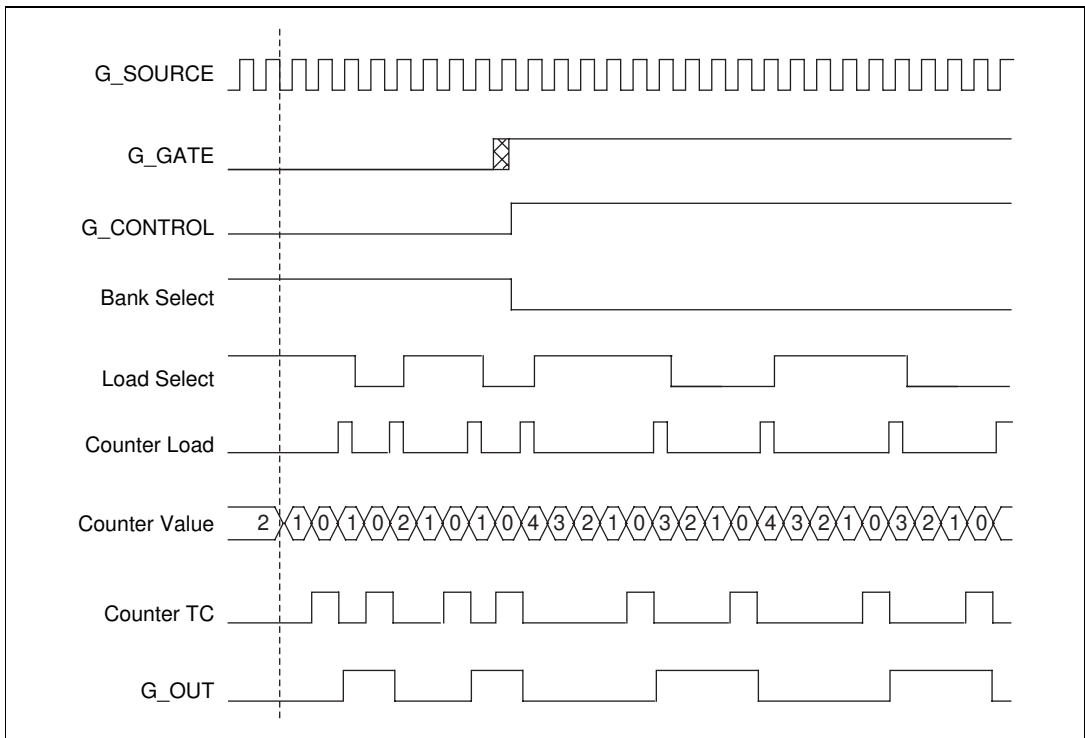 G_SOURCE
G_GATE
G_CONTROL
Bank Select
Load Select
Counter Load
Counter Value 2 1 0 1 0 2 1 0 1 0 4 3 2 1 0 3 2 1 0 4 3 2 1 0 3 2 1 0
Counter TC
G_OUT